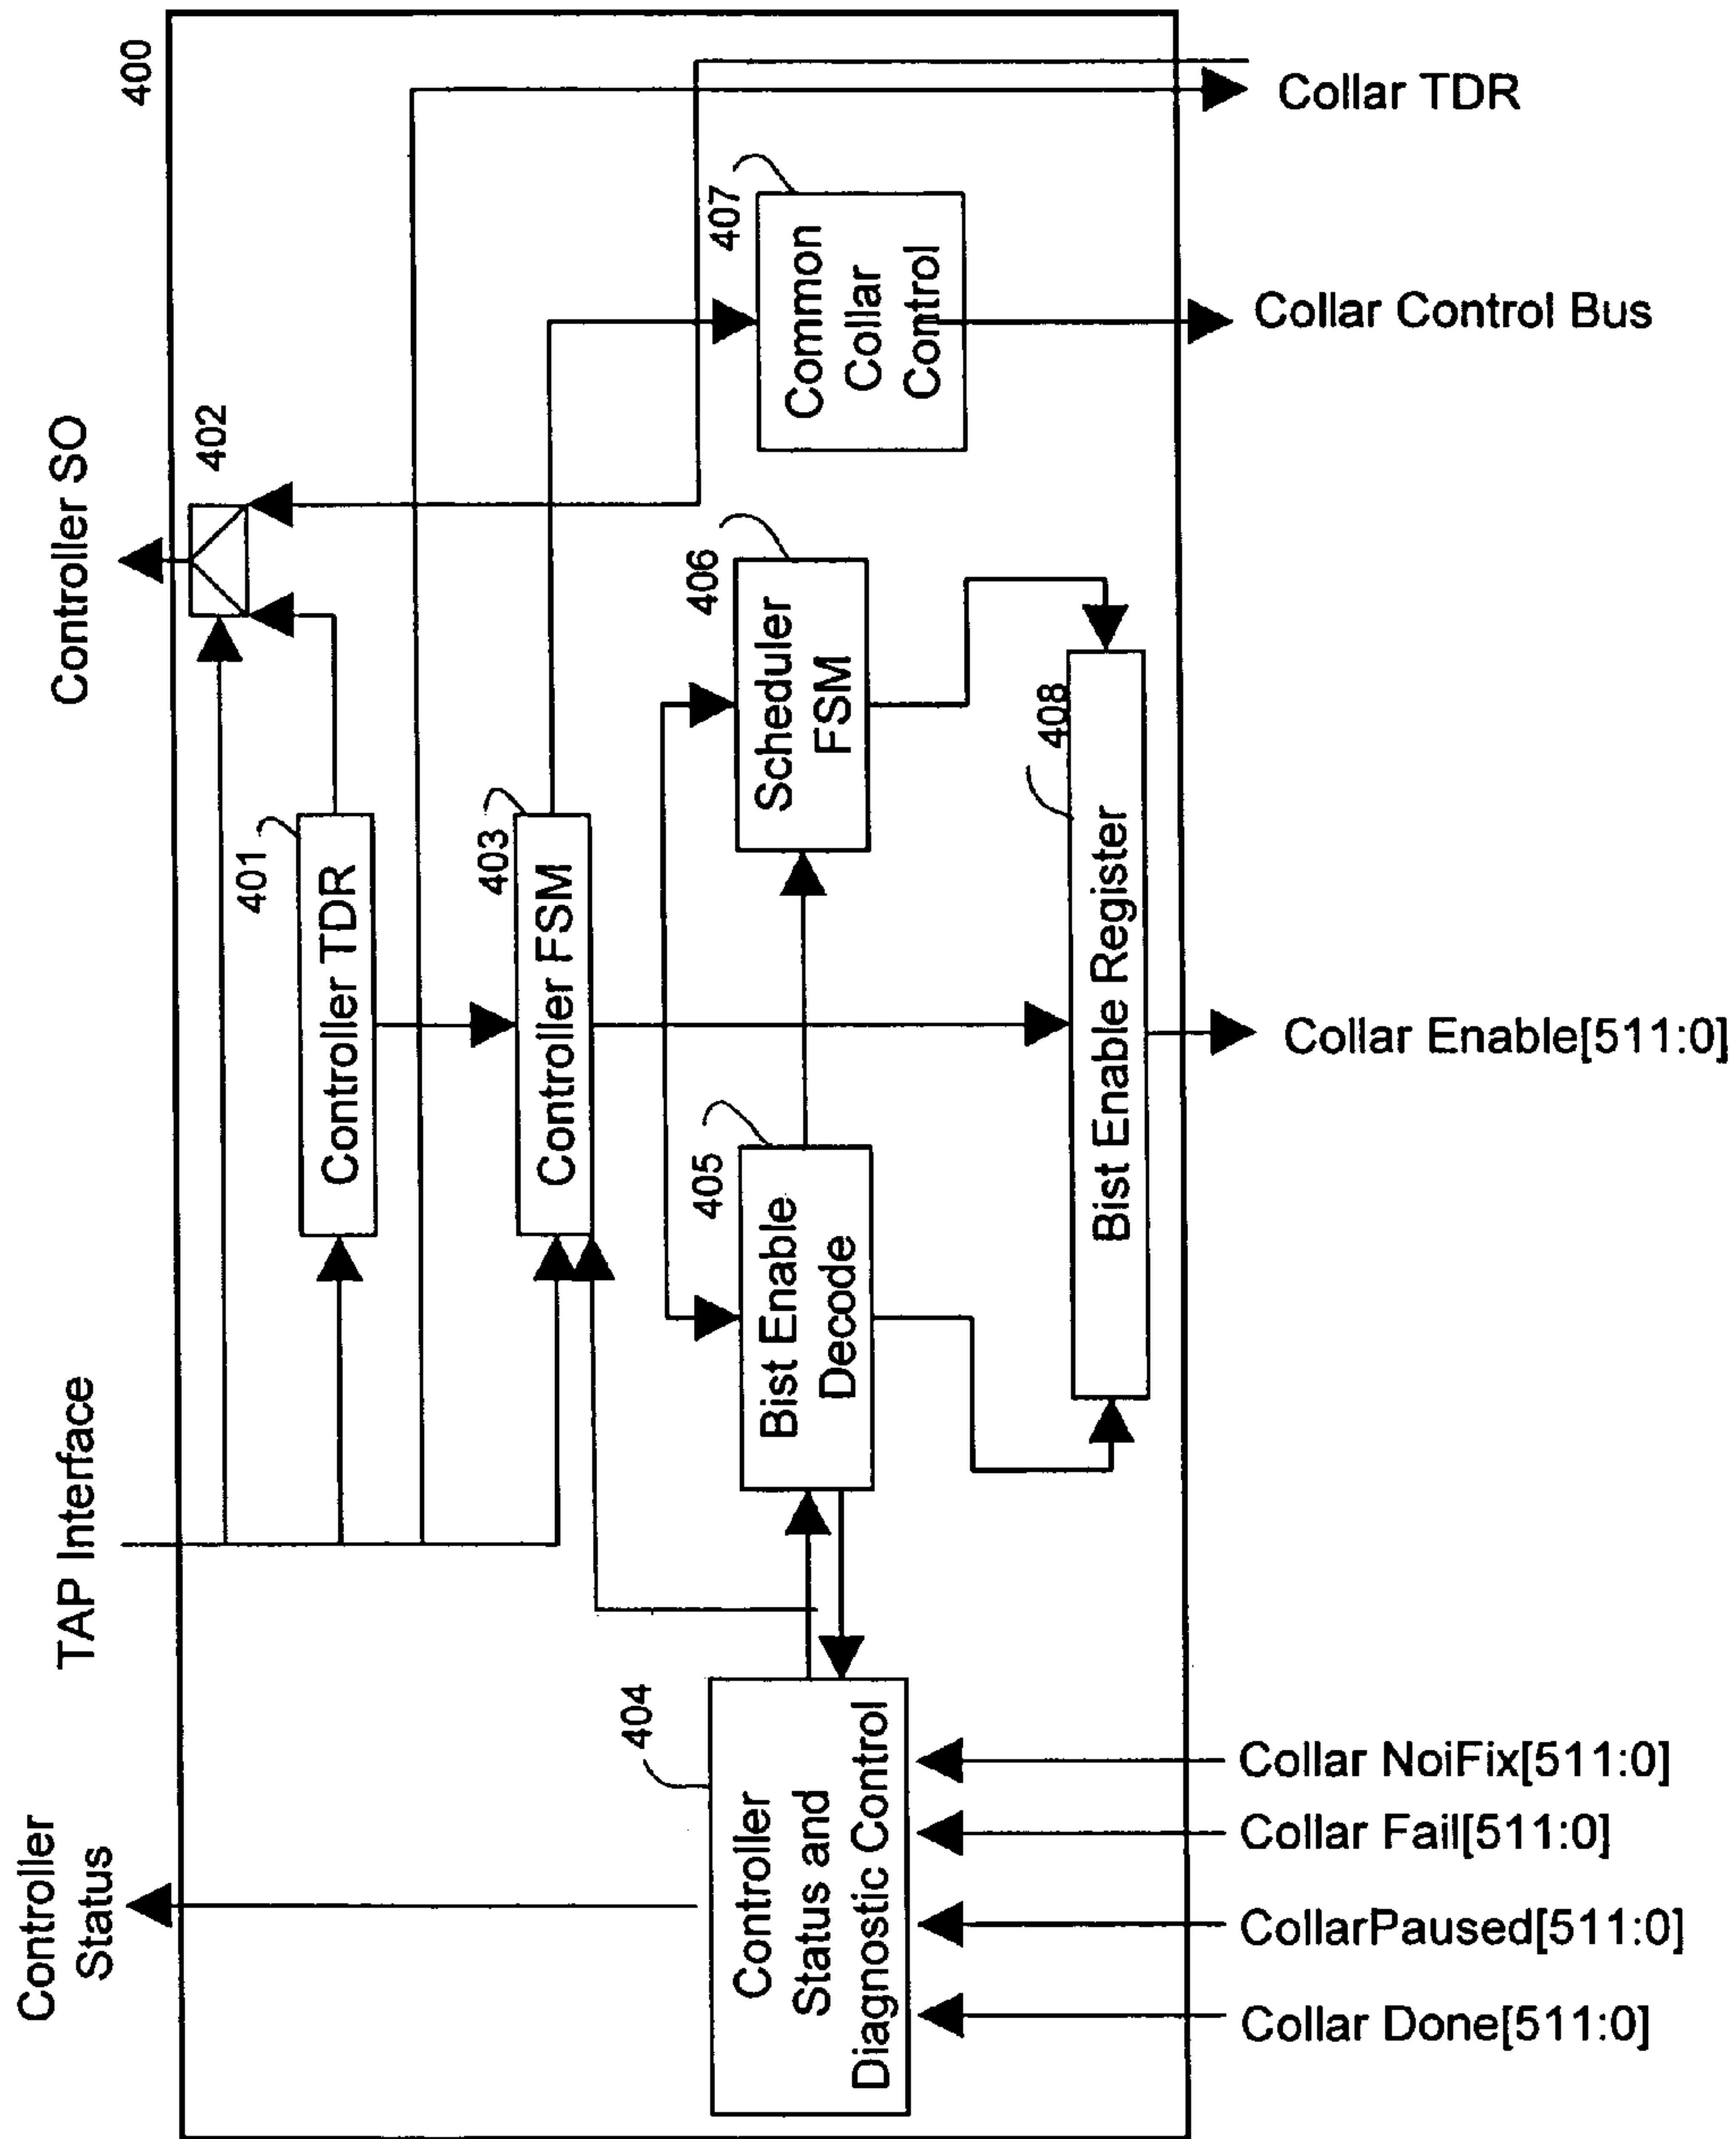 400
Controller
Status
TAP Interface
Controller SO
402
401
Controller TDR
403
Controller FSM
404
Controller
Status and
Diagnostic Control
405
Bist Enable
Decode
406
Scheduler
FSM
407
Common
Collar
Control
408
Bist Enable Register
Collar Done[511:0]
CollarPaused[511:0]
Collar Fail[511:0]
Collar NoiFix[511:0]
Collar Enable[511:0]
Collar Control Bus
Collar TDR